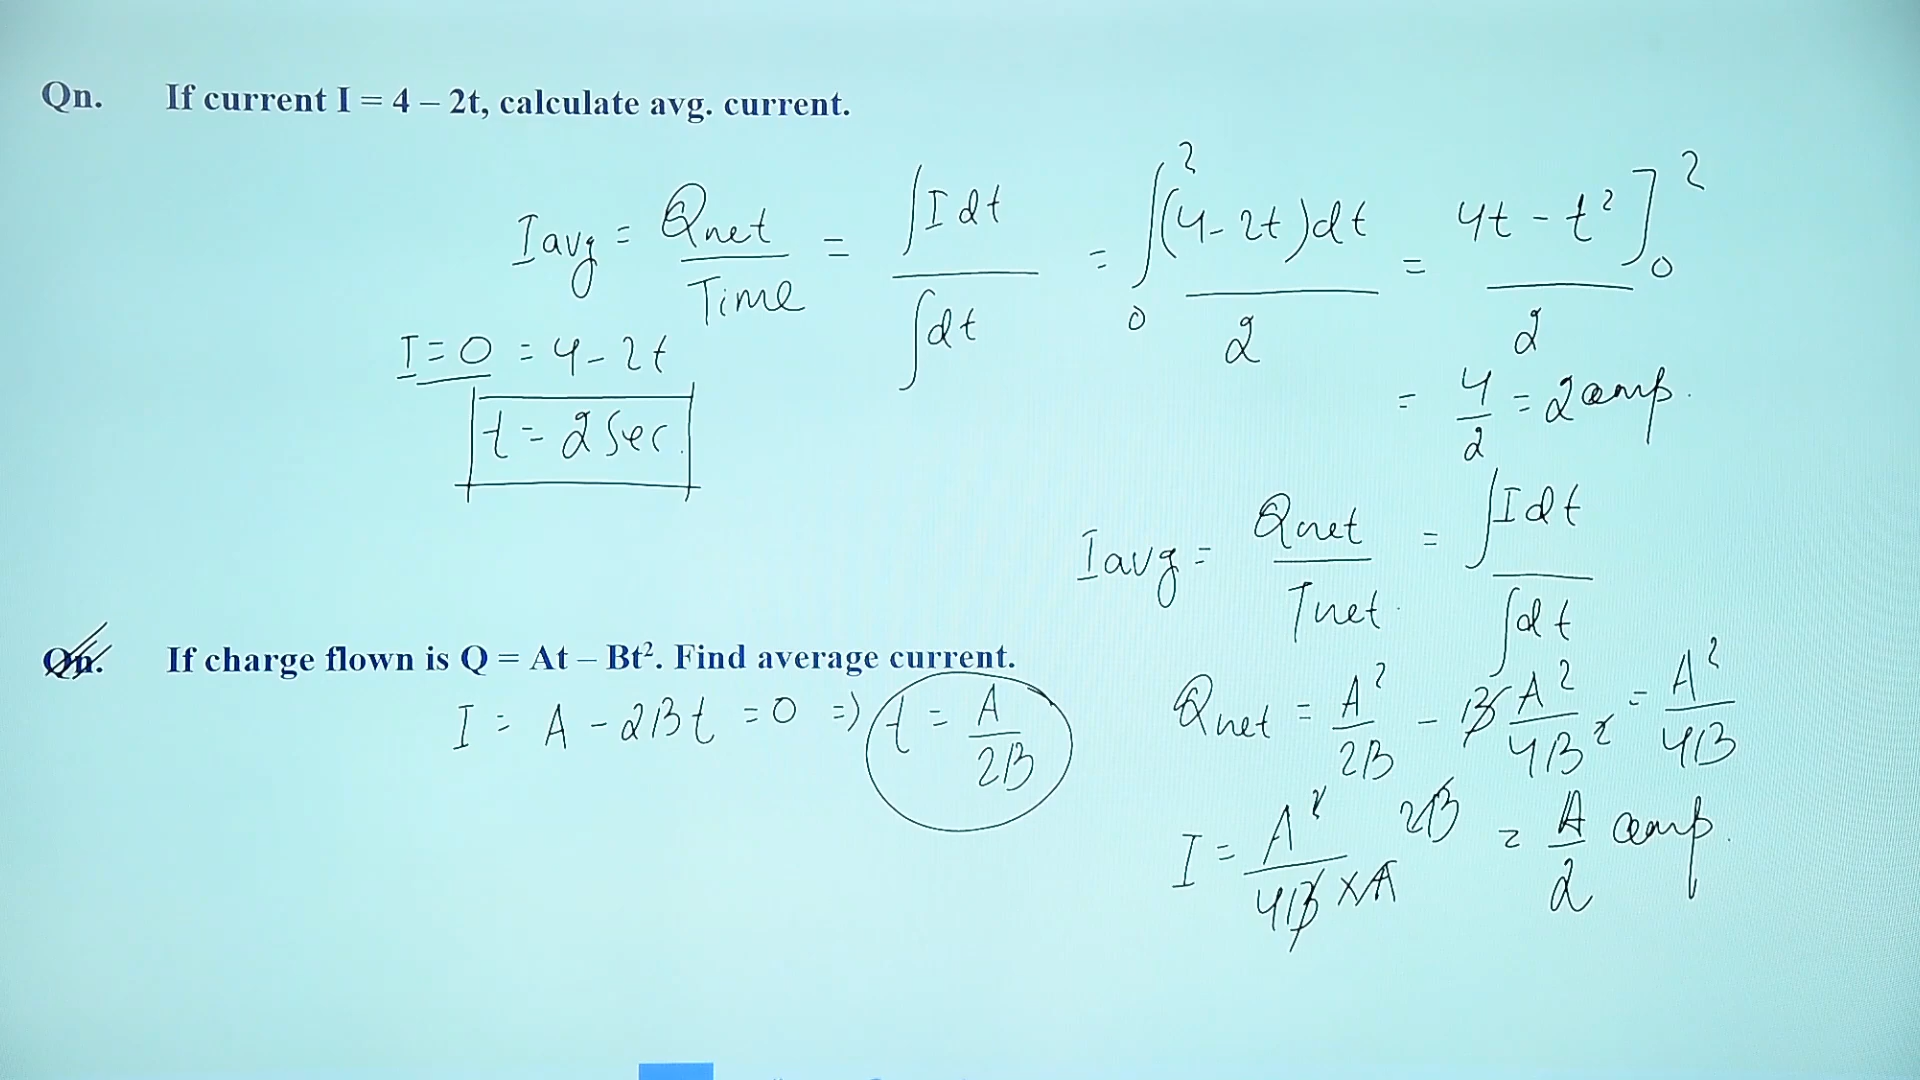 Qn. If current I = 4 – 2t, calculate avg. current.
Iavg = Qnet / Time = ∫Idt / ∫dt = ∫₀²(4-2t)dt / 2 = 4t - t²]₀² / 2
I=0 = 4-2t
t = 2 Sec.
= 4/2 = 2 amp.
Iavg = Qnet / Tnet. = ∫Idt / ∫dt
Qn. If charge flown is Q = At – Bt². Find average current.
I = A - 2Bt = 0 => t = A/2B
Qnet = A²/2B - B A²/4B² = A²/4B
I = A²/4B×A 2B = A/2 amp.